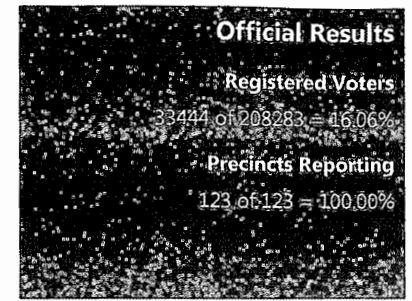 Official Results
Registered Voters
33444 of 208283 = 16.06%
Precincts Reporting
123 of 123 = 100.00%